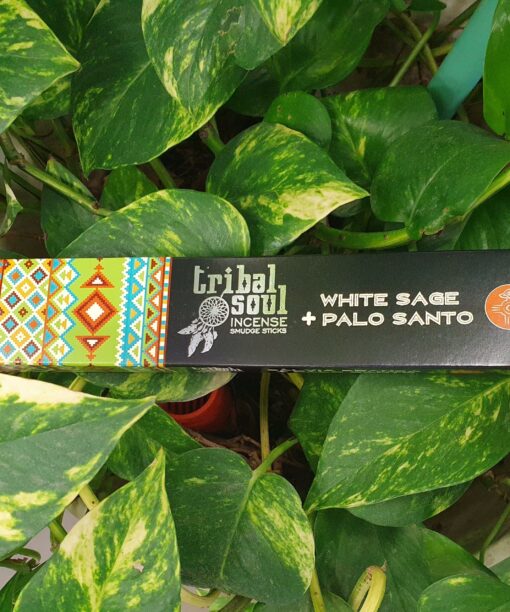 tribal
soul
INCENSE
SMUDGE STICKS
WHITE SAGE
+ PALO SANTO